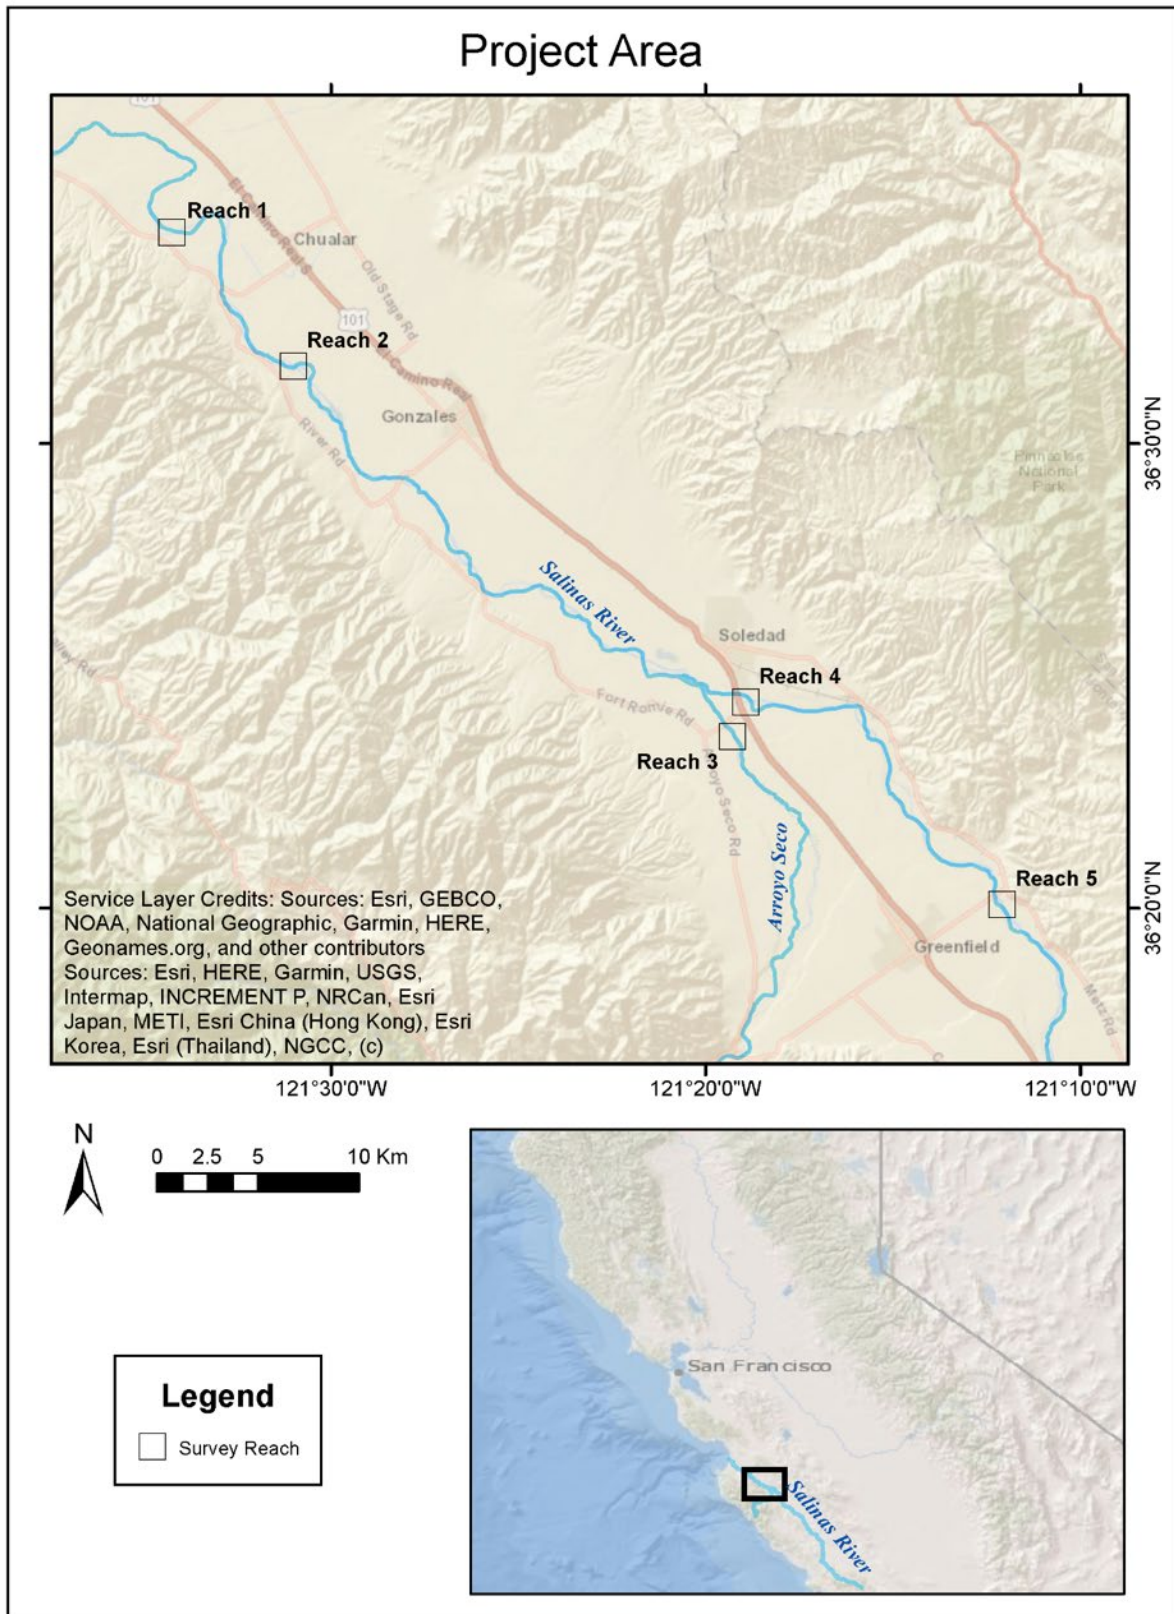 Project Area
101
Reach 1
El Camino Real S
Chualar
Old Stage Rd
101
Reach 2
El Camino Real
Gonzales
River Rd
36°30'0"N
Pinnacles
National
Park
Salinas River
Soledad
Reach 4
Fort Romie Rd
Reach 3
Arroyo Seco Rd
Arroyo Seco
Reach 5
36°20'0"N
Greenfield
Metz Rd
Service Layer Credits: Sources: Esri, GEBCO,
NOAA, National Geographic, Garmin, HERE,
Geonames.org, and other contributors
Sources: Esri, HERE, Garmin, USGS,
Intermap, INCREMENT P, NRCan, Esri
Japan, METI, Esri China (Hong Kong), Esri
Korea, Esri (Thailand), NGCC, (c)
121°30'0"W
121°20'0"W
121°10'0"W
N
0 2.5 5 10 Km
San Francisco
Salinas River
Legend
Survey Reach